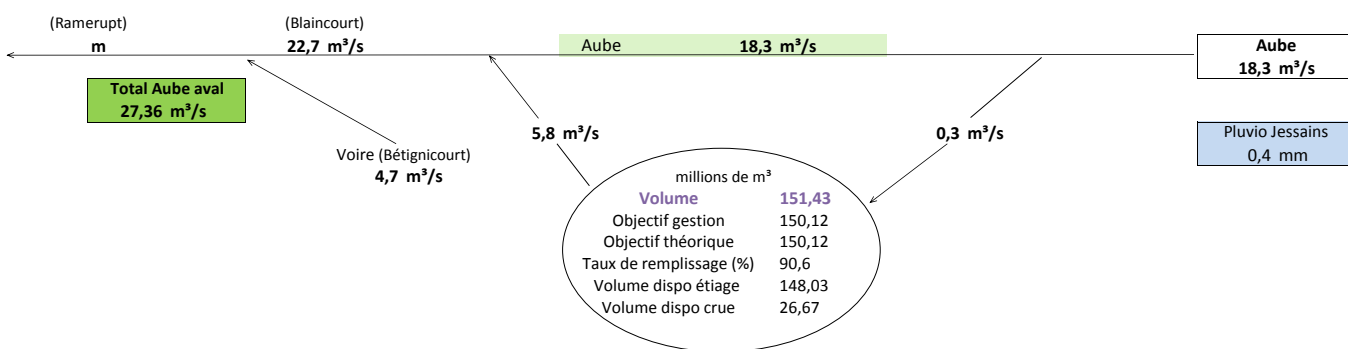 (Ramerupt)
m
(Blaincourt)
22,7 m³/s
Aube 18,3 m³/s
Aube
18,3 m³/s
Total Aube aval
27,36 m³/s
5,8 m³/s
0,3 m³/s
Pluvio Jessains
0,4 mm
Voire (Bétignicourt)
4,7 m³/s
millions de m³
Volume 151,43
Objectif gestion 150,12
Objectif théorique 150,12
Taux de remplissage (%) 90,6
Volume dispo étiage 148,03
Volume dispo crue 26,67